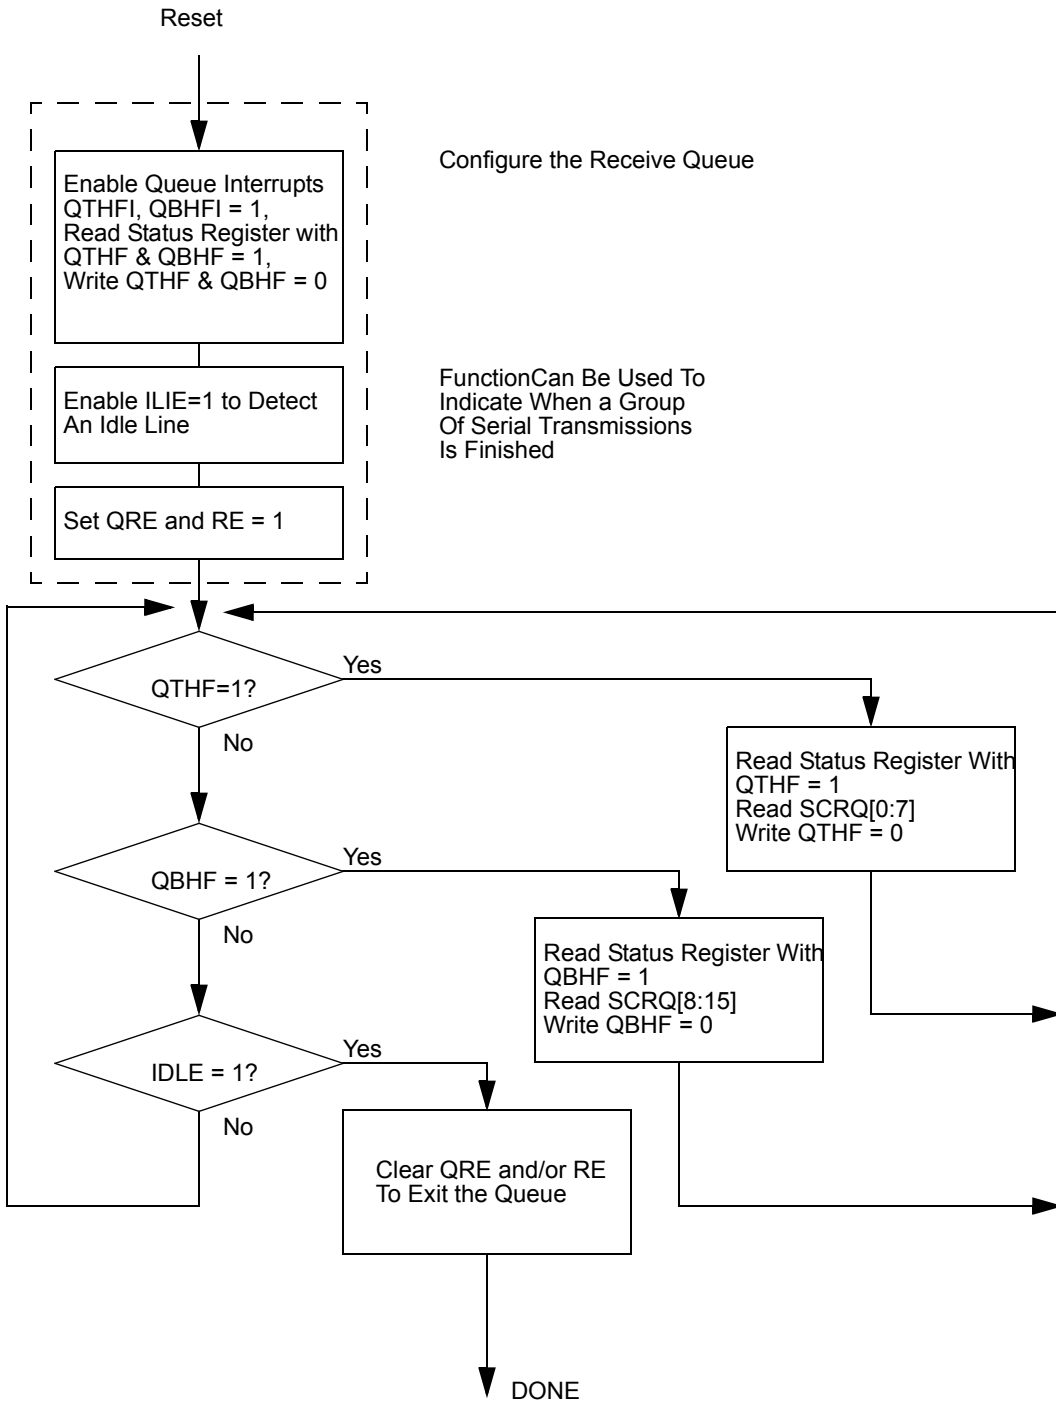 Reset
Configure the Receive Queue
Enable Queue Interrupts
QTHFI, QBHFI = 1,
Read Status Register with
QTHF & QBHF = 1,
Write QTHF & QBHF = 0
FunctionCan Be Used To
Indicate When a Group
Of Serial Transmissions
Is Finished
Enable ILIE=1 to Detect
An Idle Line
Set QRE and RE = 1
QTHF=1?
Yes
No
Read Status Register With
QTHF = 1
Read SCRQ[0:7]
Write QTHF = 0
QBHF = 1?
Yes
No
Read Status Register With
QBHF = 1
Read SCRQ[8:15]
Write QBHF = 0
IDLE = 1?
Yes
No
Clear QRE and/or RE
To Exit the Queue
DONE